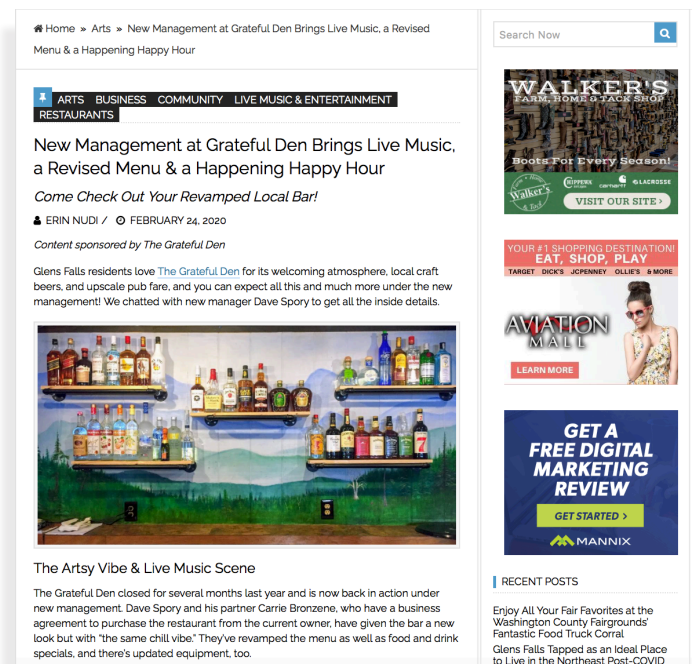 Home » Arts » New Management at Grateful Den Brings Live Music, a Revised
Menu & a Happening Happy Hour
ARTS BUSINESS COMMUNITY LIVE MUSIC & ENTERTAINMENT
RESTAURANTS
New Management at Grateful Den Brings Live Music,
a Revised Menu & a Happening Happy Hour
Come Check Out Your Revamped Local Bar!
ERIN NUDI / FEBRUARY 24, 2020
Content sponsored by The Grateful Den
Glens Falls residents love The Grateful Den for its welcoming atmosphere, local craft
beers, and upscale pub fare, and you can expect all this and much more under the new
management! We chatted with new manager Dave Spory to get all the inside details.
The Artsy Vibe & Live Music Scene
The Grateful Den closed for several months last year and is now back in action under
new management. Dave Spory and his partner Carrie Bronzene, who have a business
agreement to purchase the restaurant from the current owner, have given the bar a new
look but with "the same chill vibe." They've revamped the menu as well as food and drink
specials, and there's updated equipment, too.
Search Now
WALKER'S
FARM, HOME & TACK SHOP
Boots For Every Season!
Farm • Home
Walker's
& Tack
CHIPPEWA
carhartt
LACROSSE
VISIT OUR SITE >
YOUR #1 SHOPPING DESTINATION!
EAT, SHOP, PLAY
TARGET DICK'S JCPENNEY OLLIE'S & MORE
AVIATION
MALL
LEARN MORE
GET A
FREE DIGITAL
MARKETING
REVIEW
GET STARTED >
MANNIX
RECENT POSTS
Enjoy All Your Fair Favorites at the
Washington County Fairgrounds'
Fantastic Food Truck Corral
Glens Falls Tapped as an Ideal Place
to Live in the Northeast Post-COVID